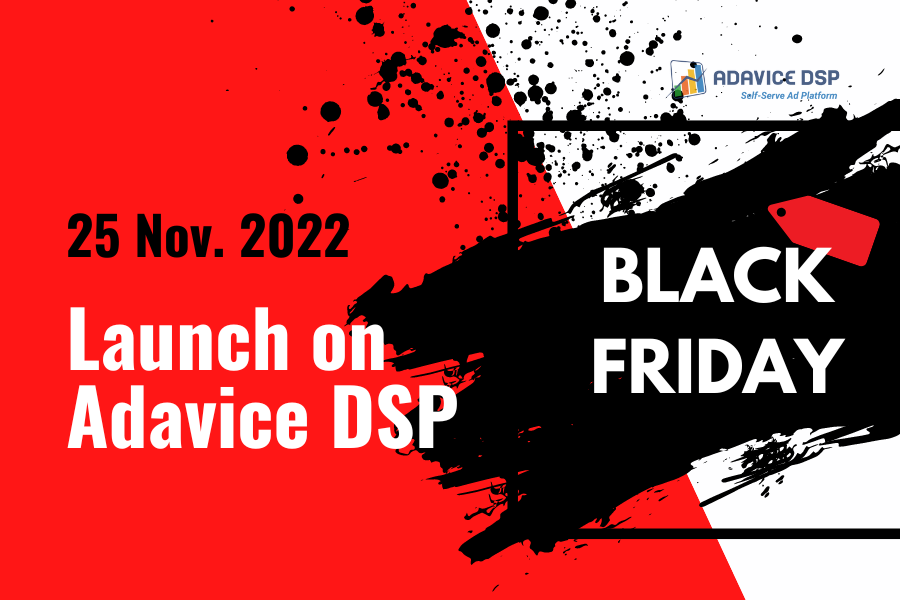 ADAVICE DSP
Self-Serve Ad Platform
25 Nov. 2022
Launch on
Adavice DSP
BLACK
FRIDAY